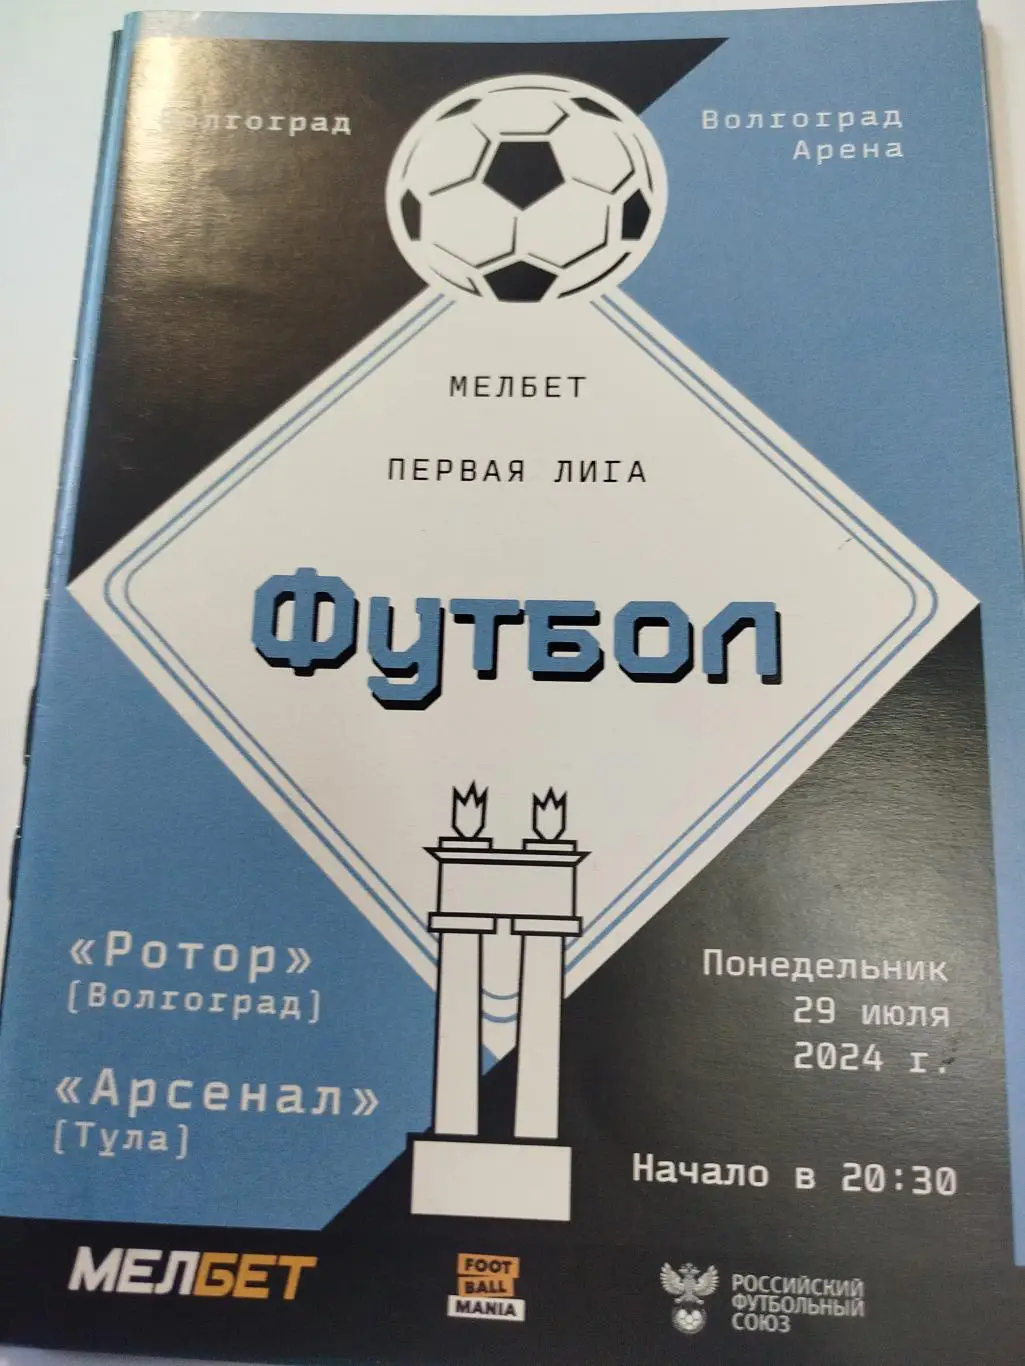 Волгоград
Волгоград
Арена
МЕЛБЕТ
ПЕРВАЯ ЛИГА
Футбол
«Ротор»
(Волгоград)
«Арсенал»
(Тула)
Понедельник
29 июля
2024 г.
Начало в 20:30
МЕЛБЕТ
FOOT
BALL
MANIA
РОССИЙСКИЙ
ФУТБОЛЬНЫЙ
СОЮЗ